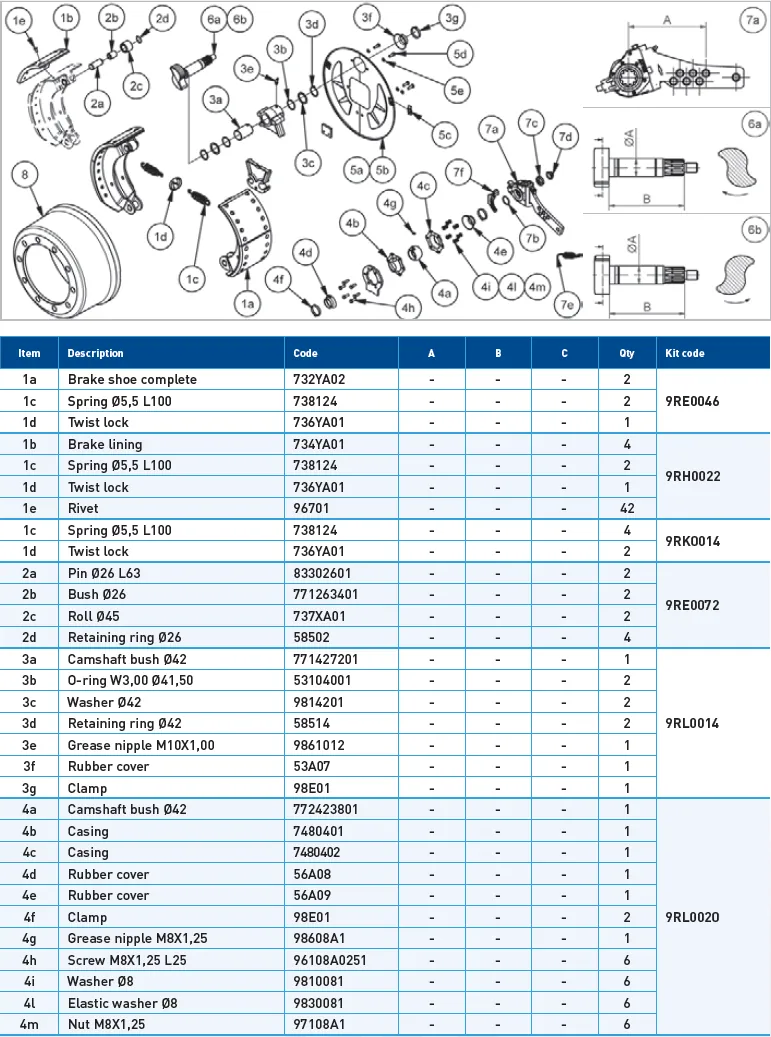 1e 1b 2b 2d 6a 6b 3d 3f 3g
5d
3b
3e
2a 2c 5e
3a
3c 5a 5b 5c
7a 7c 7d
8
7f
4c
4g
1d 4b 7b
4d 4e
1c 4f
1a 4h 4a 4i 4l 4m 7e
A 7a
6a
ØA
B
6b
ØA
B
Item Description Code A B C Qty Kit code
1a Brake shoe complete 732YA02 - - - 2
1c Spring Ø5,5 L100 738124 - - - 2 9RE0046
1d Twist lock 736YA01 - - - 1
1b Brake lining 734YA01 - - - 4
1c Spring Ø5,5 L100 738124 - - - 2
9RH0022
1d Twist lock 736YA01 - - - 1
1e Rivet 96701 - - - 42
1c Spring Ø5,5 L100 738124 - - - 4
9RK0014
1d Twist lock 736YA01 - - - 2
2a Pin Ø26 L63 83302601 - - - 2
2b Bush Ø26 771263401 - - - 2
9RE0072
2c Roll Ø45 737XA01 - - - 2
2d Retaining ring Ø26 58502 - - - 4
3a Camshaft bush Ø42 771427201 - - - 1
3b O-ring W3,00 Ø41,50 53104001 - - - 2
3c Washer Ø42 9814201 - - - 2
3d Retaining ring Ø42 58514 - - - 2 9RL0014
3e Grease nipple M10X1,00 9861012 - - - 1
3f Rubber cover 53A07 - - - 1
3g Clamp 98E01 - - - 1
4a Camshaft bush Ø42 772423801 - - - 1
4b Casing 7480401 - - - 1
4c Casing 7480402 - - - 1
4d Rubber cover 56A08 - - - 1
4e Rubber cover 56A09 - - - 1
4f Clamp 98E01 - - - 2 9RL0020
4g Grease nipple M8X1,25 98608A1 - - - 1
4h Screw M8X1,25 L25 96108A0251 - - - 6
4i Washer Ø8 9810081 - - - 6
4l Elastic washer Ø8 9830081 - - - 6
4m Nut M8X1,25 97108A1 - - - 6